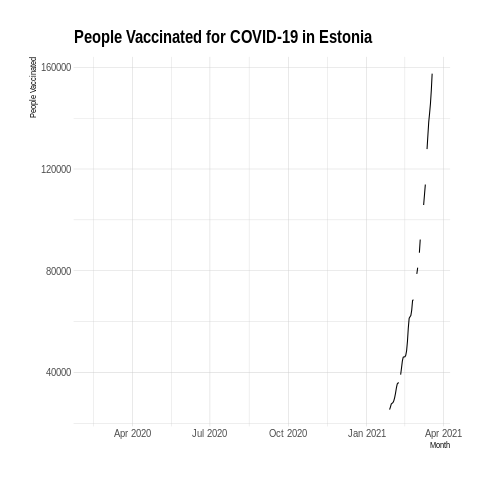 People Vaccinated for COVID-19 in Estonia
People Vaccinated
160000
120000
80000
40000
Apr 2020 Jul 2020 Oct 2020 Jan 2021 Apr 2021
Month